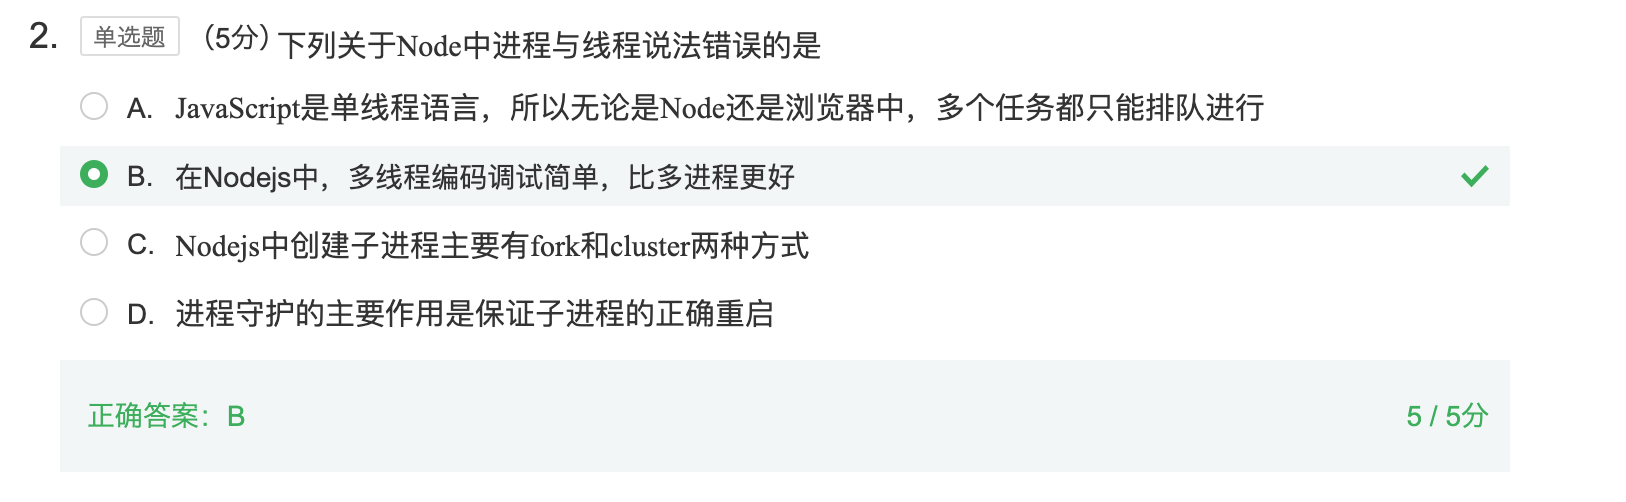 2. 单选题 （5分）下列关于Node中进程与线程说法错误的是
A. JavaScript是单线程语言，所以无论是Node还是浏览器中，多个任务都只能排队进行
B. 在Nodejs中，多线程编码调试简单，比多进程更好
C. Nodejs中创建子进程主要有fork和cluster两种方式
D. 进程守护的主要作用是保证子进程的正确重启
正确答案：B 5 / 5分